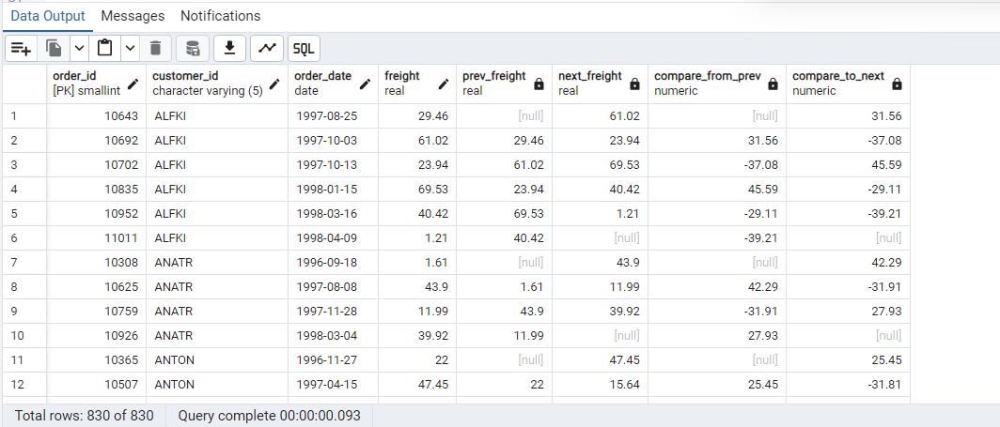 Data Output Messages Notifications
SQL
order_id customer_id order_date freight prev_freight next_freight compare_from_prev compare_to_next
[PK] smallint character varying (5) date real real real numeric numeric
1 10643 ALFKI 1997-08-25 29.46 [null] 61.02 [null] 31.56
2 10692 ALFKI 1997-10-03 61.02 29.46 23.94 31.56 -37.08
3 10702 ALFKI 1997-10-13 23.94 61.02 69.53 -37.08 45.59
4 10835 ALFKI 1998-01-15 69.53 23.94 40.42 45.59 -29.11
5 10952 ALFKI 1998-03-16 40.42 69.53 1.21 -29.11 -39.21
6 11011 ALFKI 1998-04-09 1.21 40.42 [null] -39.21 [null]
7 10308 ANATR 1996-09-18 1.61 [null] 43.9 [null] 42.29
8 10625 ANATR 1997-08-08 43.9 1.61 11.99 42.29 -31.91
9 10759 ANATR 1997-11-28 11.99 43.9 39.92 -31.91 27.93
10 10926 ANATR 1998-03-04 39.92 11.99 [null] 27.93 [null]
11 10365 ANTON 1996-11-27 22 [null] 47.45 [null] 25.45
12 10507 ANTON 1997-04-15 47.45 22 15.64 25.45 -31.81
Total rows: 830 of 830 Query complete 00:00:00.093